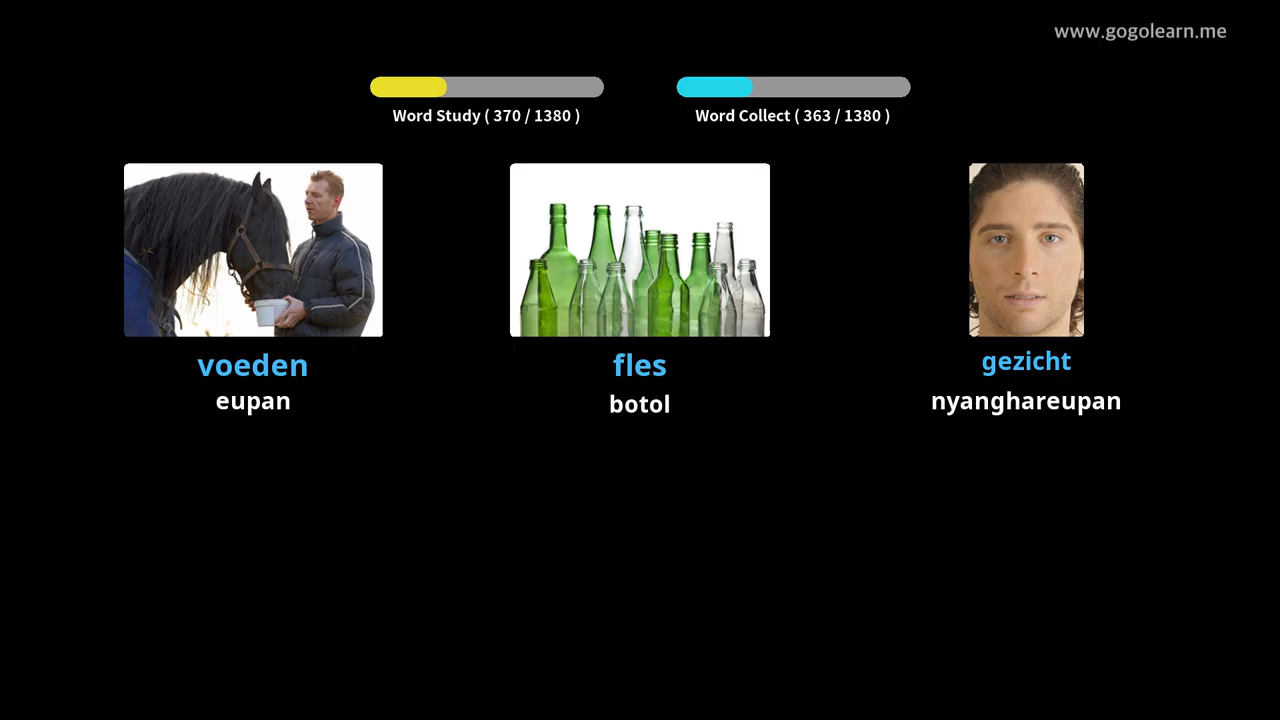 www.gogolearn.me
Word Study ( 370 / 1380 )
Word Collect ( 363 / 1380 )
voeden
eupan
fles
botol
gezicht
nyanghareupan